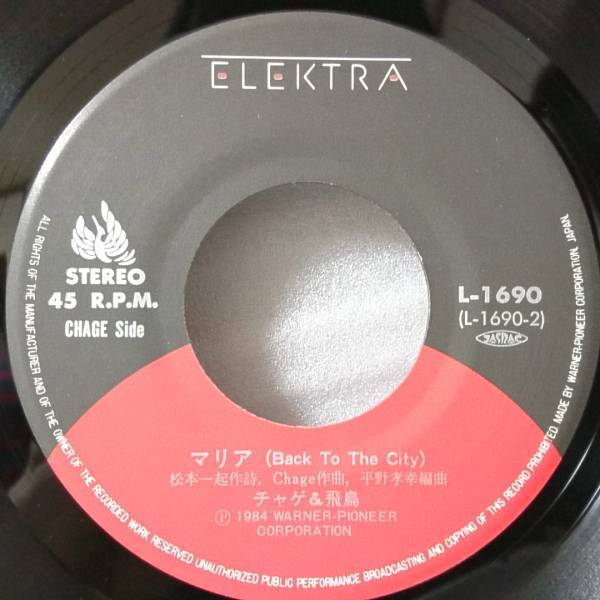 ELEKTRA
STEREO
45 R.P.M.
CHAGE Side
L-1690
(L-1690-2)
JASRAC
マリア (Back To The City)
松本一起作詩, Chage作曲, 平野孝幸編曲
チャゲ&飛鳥
Ⓟ 1984 WARNER-PIONEER
CORPORATION
ALL RIGHTS OF THE MANUFACTURER AND OF THE OWNER OF THE RECORDED WORK RESERVED UNAUTHORIZED PUBLIC PERFORMANCE BROADCASTING AND COPYING OF THIS RECORD PROHIBITED MADE BY WARNER-PIONEER CORPORATION, JAPAN.